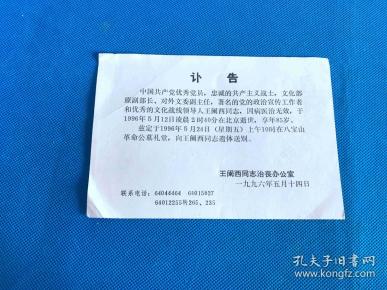 讣 告
中国共产党优秀党员，忠诚的共产主义战士，文化部
原副部长、对外文委副主任，著名的党的政治宣传工作者
和优秀的文化战线领导人王阑西同志，因病医治无效，于
1996年5月12日凌晨2时40分在北京逝世，享年85岁。
兹定于1996年5月24日（星期五）上午10时在八宝山
革命公墓礼堂，向王阑西同志遗体送别。
王阑西同志治丧办公室
一九九六年五月十四日
联系电话：64044464 64015027
64012255转265、235
孔夫子旧书网